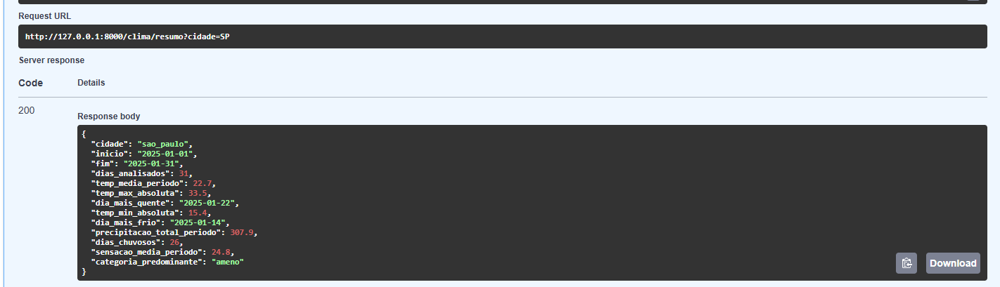 Request URL
http://127.0.0.1:8000/clima/resumo?cidade=SP
Server response
Code Details
200
Response body
{
  "cidade": "sao_paulo",
  "inicio": "2025-01-01",
  "fim": "2025-01-31",
  "dias_analisados": 31,
  "temp_media_periodo": 22.7,
  "temp_max_absoluta": 33.5,
  "dia_mais_quente": "2025-01-22",
  "temp_min_absoluta": 15.4,
  "dia_mais_frio": "2025-01-14",
  "precipitacao_total_periodo": 307.9,
  "dias_chuvosos": 26,
  "sensacao_media_periodo": 24.8,
  "categoria_predominante": "ameno"
}
Download